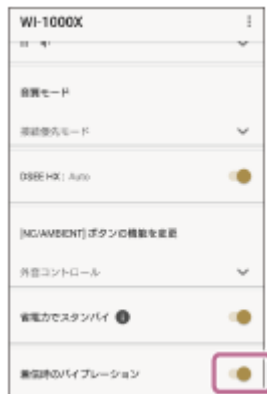 WI-1000X
音質モード
接続優先モード
DSEE HX : Auto
[NC/AMBIENT] ボタンの機能を変更
外音コントロール
省電力でスタンバイ
着信時のバイブレーション